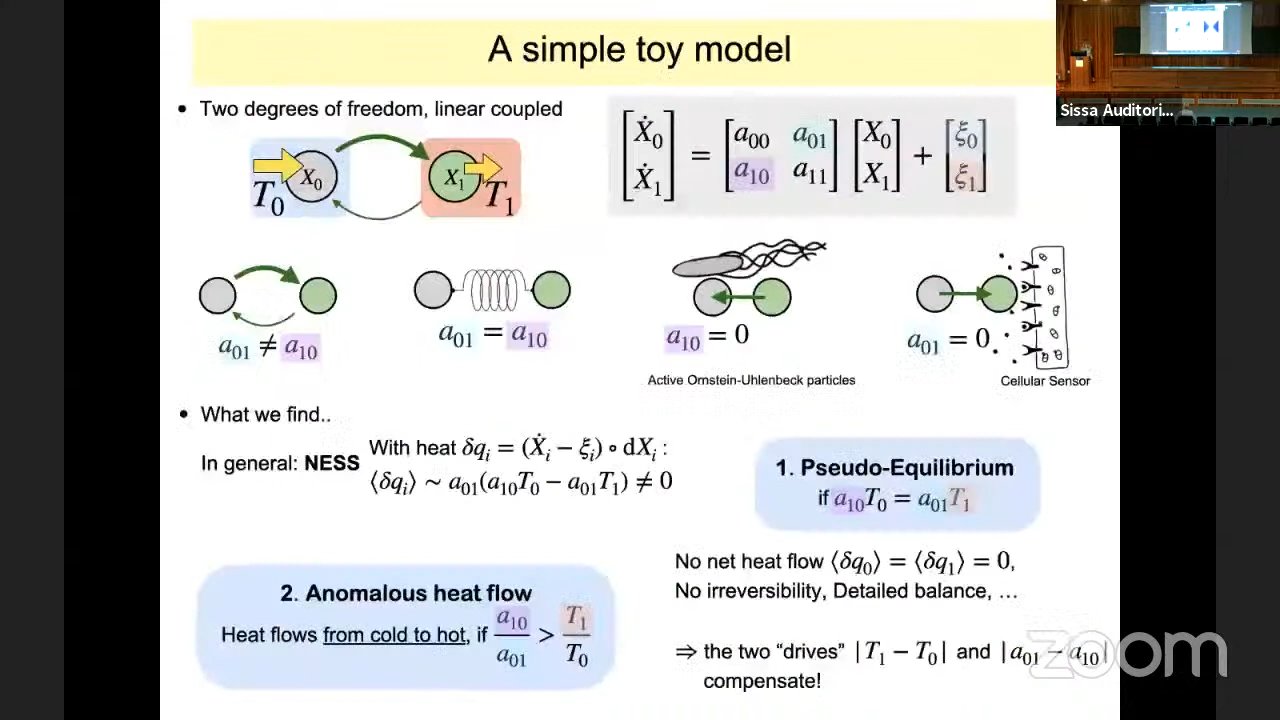 A simple toy model
Sissa Auditori...
• Two degrees of freedom, linear coupled
T₀ X₀ X₁ T₁
[Ẋ₀ Ẋ₁] = [a₀₀ a₀₁ a₁₀ a₁₁] [X₀ X₁] + [ξ₀ ξ₁]
a₀₁ ≠ a₁₀
a₀₁ = a₁₀
a₁₀ = 0
a₀₁ = 0
Active Ornstein-Uhlenbeck particles
Cellular Sensor
• What we find..
In general: NESS
With heat δqᵢ = (Ẋᵢ − ξᵢ) ∘ dXᵢ :
⟨δqᵢ⟩ ∼ a₀₁(a₁₀T₀ − a₀₁T₁) ≠ 0
1. Pseudo-Equilibrium
if a₁₀T₀ = a₀₁T₁
No net heat flow ⟨δq₀⟩ = ⟨δq₁⟩ = 0,
No irreversibility, Detailed balance, …
2. Anomalous heat flow
Heat flows from cold to hot, if a₁₀/a₀₁ > T₁/T₀
⇒ the two “drives” |T₁ − T₀| and |a₀₁ − a₁₀|
compensate!
zoom